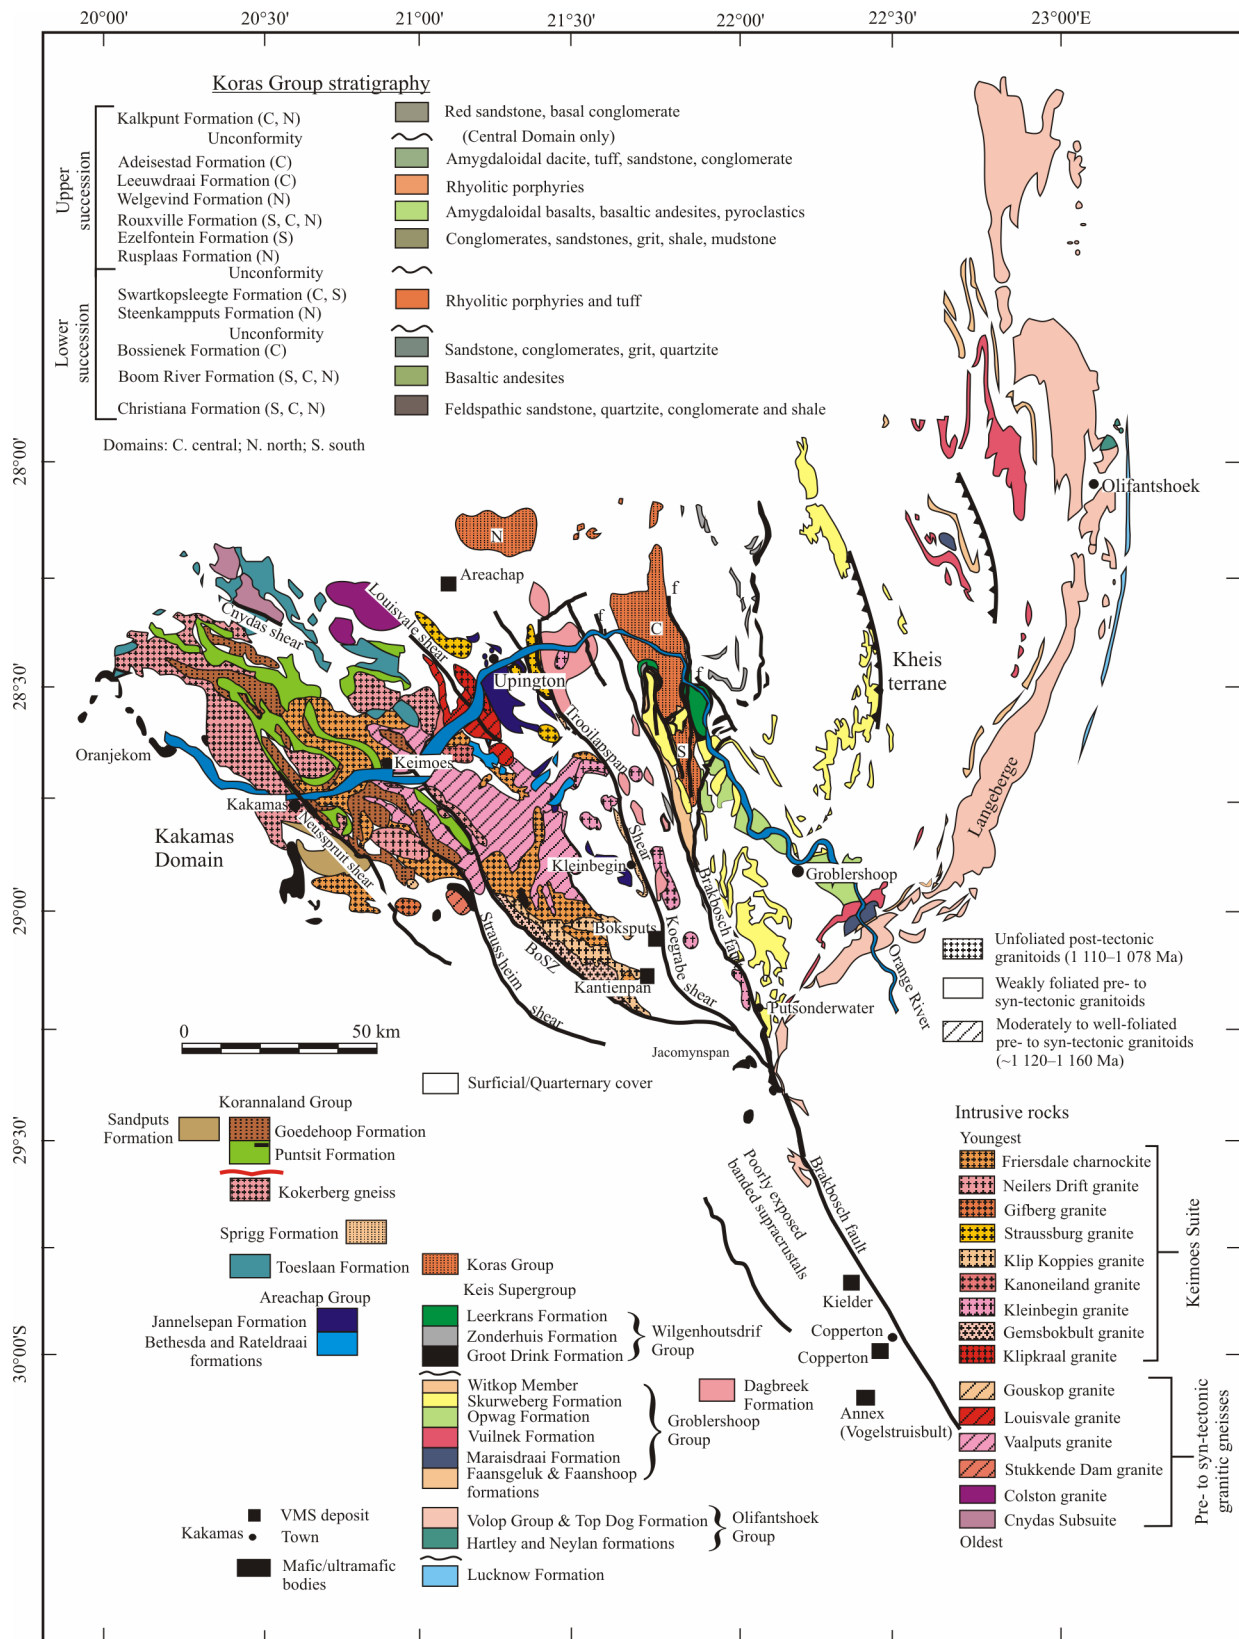 20°00'
20°30'
21°00'
21°30'
22°00'
22°30'
23°00'E
Koras Group stratigraphy
Upper
succession
Kalkpunt Formation (C, N)
Red sandstone, basal conglomerate
Unconformity
(Central Domain only)
Adeisestad Formation (C)
Amygdaloidal dacite, tuff, sandstone, conglomerate
Leeuwdraai Formation (C)
Rhyolitic porphyries
Welgevind Formation (N)
Rouxville Formation (S, C, N)
Amygdaloidal basalts, basaltic andesites, pyroclastics
Ezelfontein Formation (S)
Conglomerates, sandstones, grit, shale, mudstone
Rusplaas Formation (N)
Unconformity
Lower
succession
Swartkopsleegte Formation (C, S)
Rhyolitic porphyries and tuff
Steenkampputs Formation (N)
Unconformity
Bossienek Formation (C)
Sandstone, conglomerates, grit, quartzite
Boom River Formation (S, C, N)
Basaltic andesites
Christiana Formation (S, C, N)
Feldspathic sandstone, quartzite, conglomerate and shale
Domains: C. central; N. north; S. south
28°00'
28°30'
29°00'
29°30'
30°00'S
Olifantshoek
N
Areachap
Louisvale shear
Cnydas shear
f
f
C
f
Kheis
terrane
Upington
Trooilapspan
Oranjekom
Keimoes
S
Kakamas
Langeberge
Kakamas
Domain
Neusspruit shear
Shear
Kleinbegin
Groblershoop
Brakbosch fault
Strauss heim
shear
BoSZ
Boksputs
Koegrabe shear
Kantienpan
Orange River
Putsonderwater
Jacomynspan
0
50 km
Unfoliated post-tectonic
granitoids (1 110–1 078 Ma)
Weakly foliated pre- to
syn-tectonic granitoids
Moderately to well-foliated
pre- to syn-tectonic granitoids
(~1 120–1 160 Ma)
Surficial/Quarternary cover
Korannaland Group
Sandputs
Formation
Goedehoop Formation
Puntsit Formation
Kokerberg gneiss
Sprigg Formation
Toeslaan Formation
Areachap Group
Jannelsepan Formation
Bethesda and Rateldraai
formations
Koras Group
Keis Supergroup
Leerkrans Formation
Zonderhuis Formation
Groot Drink Formation
Wilgenhoutsdrif
Group
Witkop Member
Skurweberg Formation
Opwag Formation
Vuilnek Formation
Maraisdraai Formation
Faansgeluk & Faanshoop
formations
Groblershoop
Group
Dagbreek
Formation
Volop Group & Top Dog Formation
Hartley and Neylan formations
Olifantshoek
Group
Lucknow Formation
VMS deposit
Kakamas
Town
Mafic/ultramafic
bodies
Poorly exposed
banded supracrustals
Brakbosch fault
Kielder
Copperton
Copperton
Annex
(Vogelstruisbult)
Intrusive rocks
Youngest
Friersdale charnockite
Neilers Drift granite
Gifberg granite
Straussburg granite
Klip Koppies granite
Kanoneiland granite
Kleinbegin granite
Gemsbokbult granite
Klipkraal granite
Keimoes Suite
Gouskop granite
Louisvale granite
Vaalputs granite
Stukkende Dam granite
Colston granite
Cnydas Subsuite
Oldest
Pre- to syn-tectonic
granitic gneisses